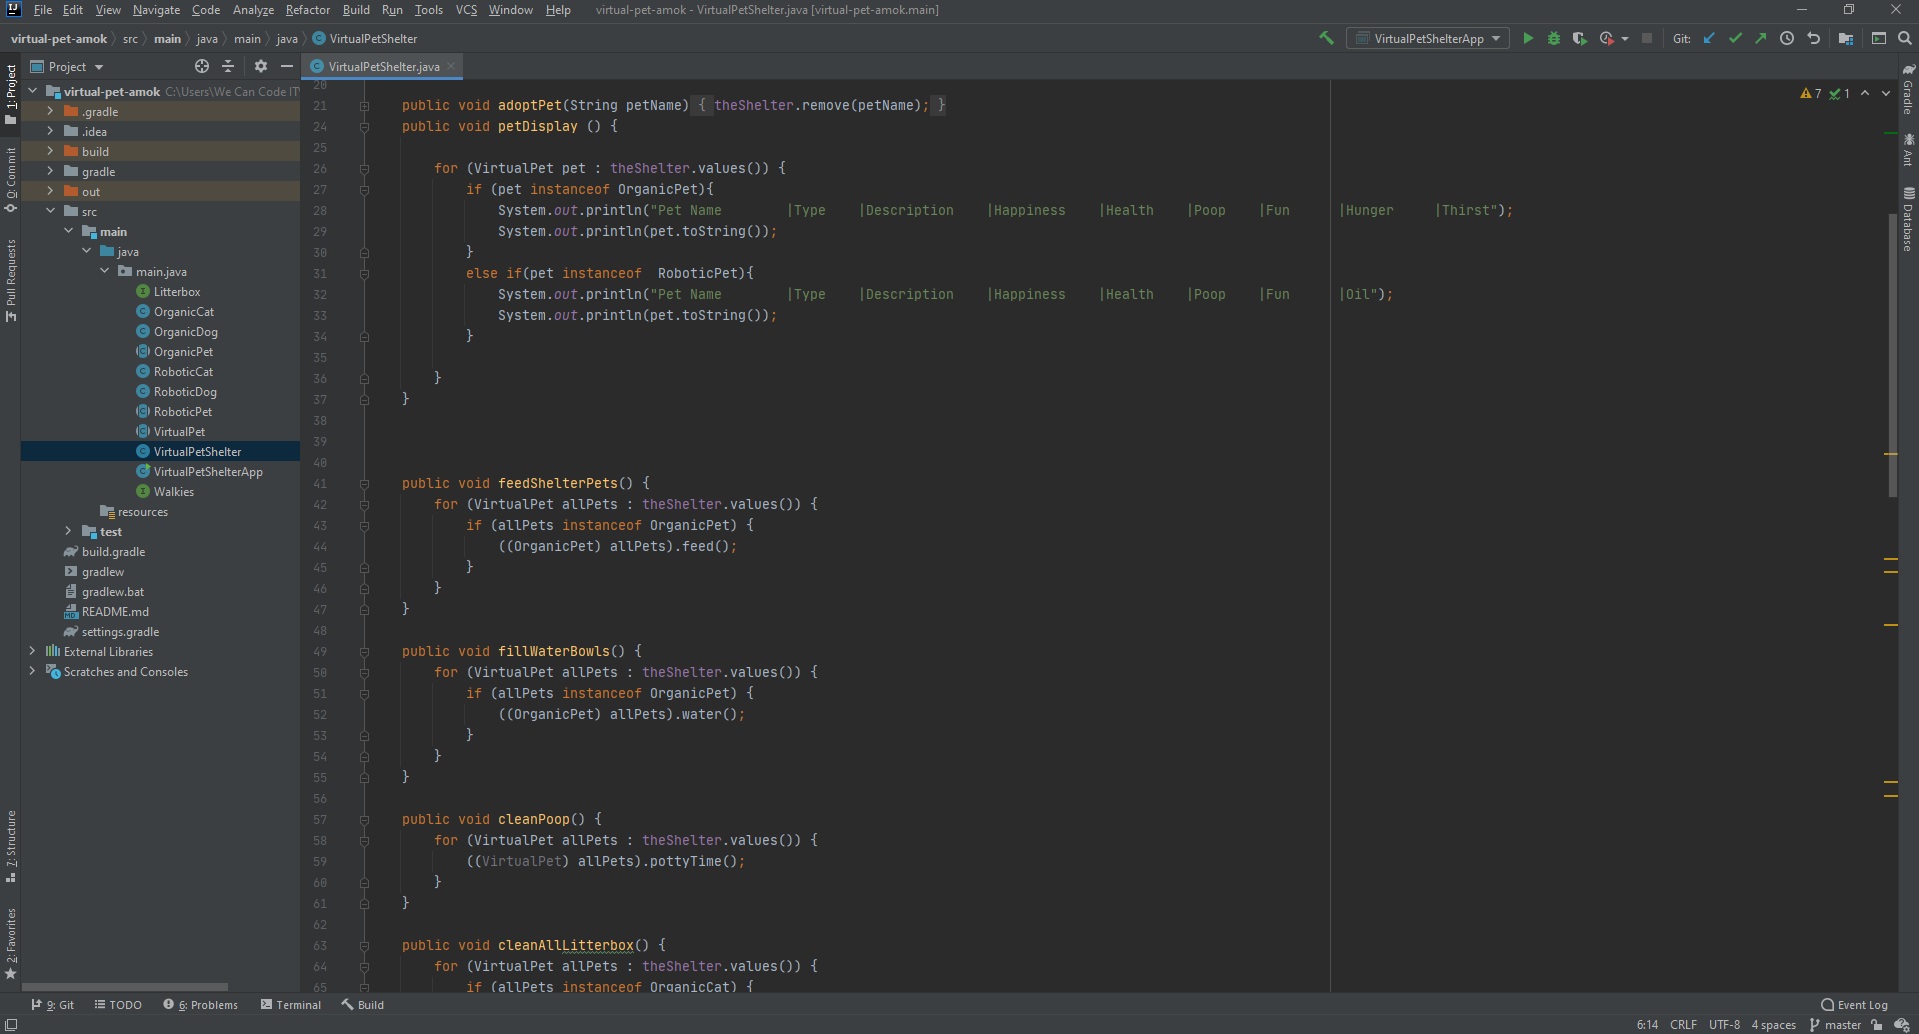 File Edit View Navigate Code Analyze Refactor Build Run Tools VCS Window Help virtual-pet-amok - VirtualPetShelter.java [virtual-pet-amok.main]
virtual-pet-amok src main java main java VirtualPetShelter VirtualPetShelterApp Git:
Project VirtualPetShelter.java
1: Project
0: Commit
Pull Requests
7: Structure
2: Favorites
virtual-pet-amok C:\Users\We Can Code IT\
.gradle
.idea
build
gradle
out
src
main
java
main.java
Litterbox
OrganicCat
OrganicDog
OrganicPet
RoboticCat
RoboticDog
RoboticPet
VirtualPet
VirtualPetShelter
VirtualPetShelterApp
Walkies
resources
test
build.gradle
gradlew
gradlew.bat
README.md
settings.gradle
External Libraries
Scratches and Consoles
20
21 public void adoptPet(String petName) { theShelter.remove(petName); }
24 public void petDisplay () {
25
26 for (VirtualPet pet : theShelter.values()) {
27 if (pet instanceof OrganicPet){
28 System.out.println("Pet Name |Type |Description |Happiness |Health |Poop |Fun |Hunger |Thirst");
29 System.out.println(pet.toString());
30 }
31 else if(pet instanceof RoboticPet){
32 System.out.println("Pet Name |Type |Description |Happiness |Health |Poop |Fun |Oil");
33 System.out.println(pet.toString());
34 }
35
36 }
37 }
38
39
40
41 public void feedShelterPets() {
42 for (VirtualPet allPets : theShelter.values()) {
43 if (allPets instanceof OrganicPet) {
44 ((OrganicPet) allPets).feed();
45 }
46 }
47 }
48
49 public void fillWaterBowls() {
50 for (VirtualPet allPets : theShelter.values()) {
51 if (allPets instanceof OrganicPet) {
52 ((OrganicPet) allPets).water();
53 }
54 }
55 }
56
57 public void cleanPoop() {
58 for (VirtualPet allPets : theShelter.values()) {
59 ((VirtualPet) allPets).pottyTime();
60 }
61 }
62
63 public void cleanAllLitterbox() {
64 for (VirtualPet allPets : theShelter.values()) {
65 if (allPets instanceof OrganicCat) {
7 1
Gradle
Ant
Database
9: Git TODO 6: Problems Terminal Build Event Log
6:14 CRLF UTF-8 4 spaces master